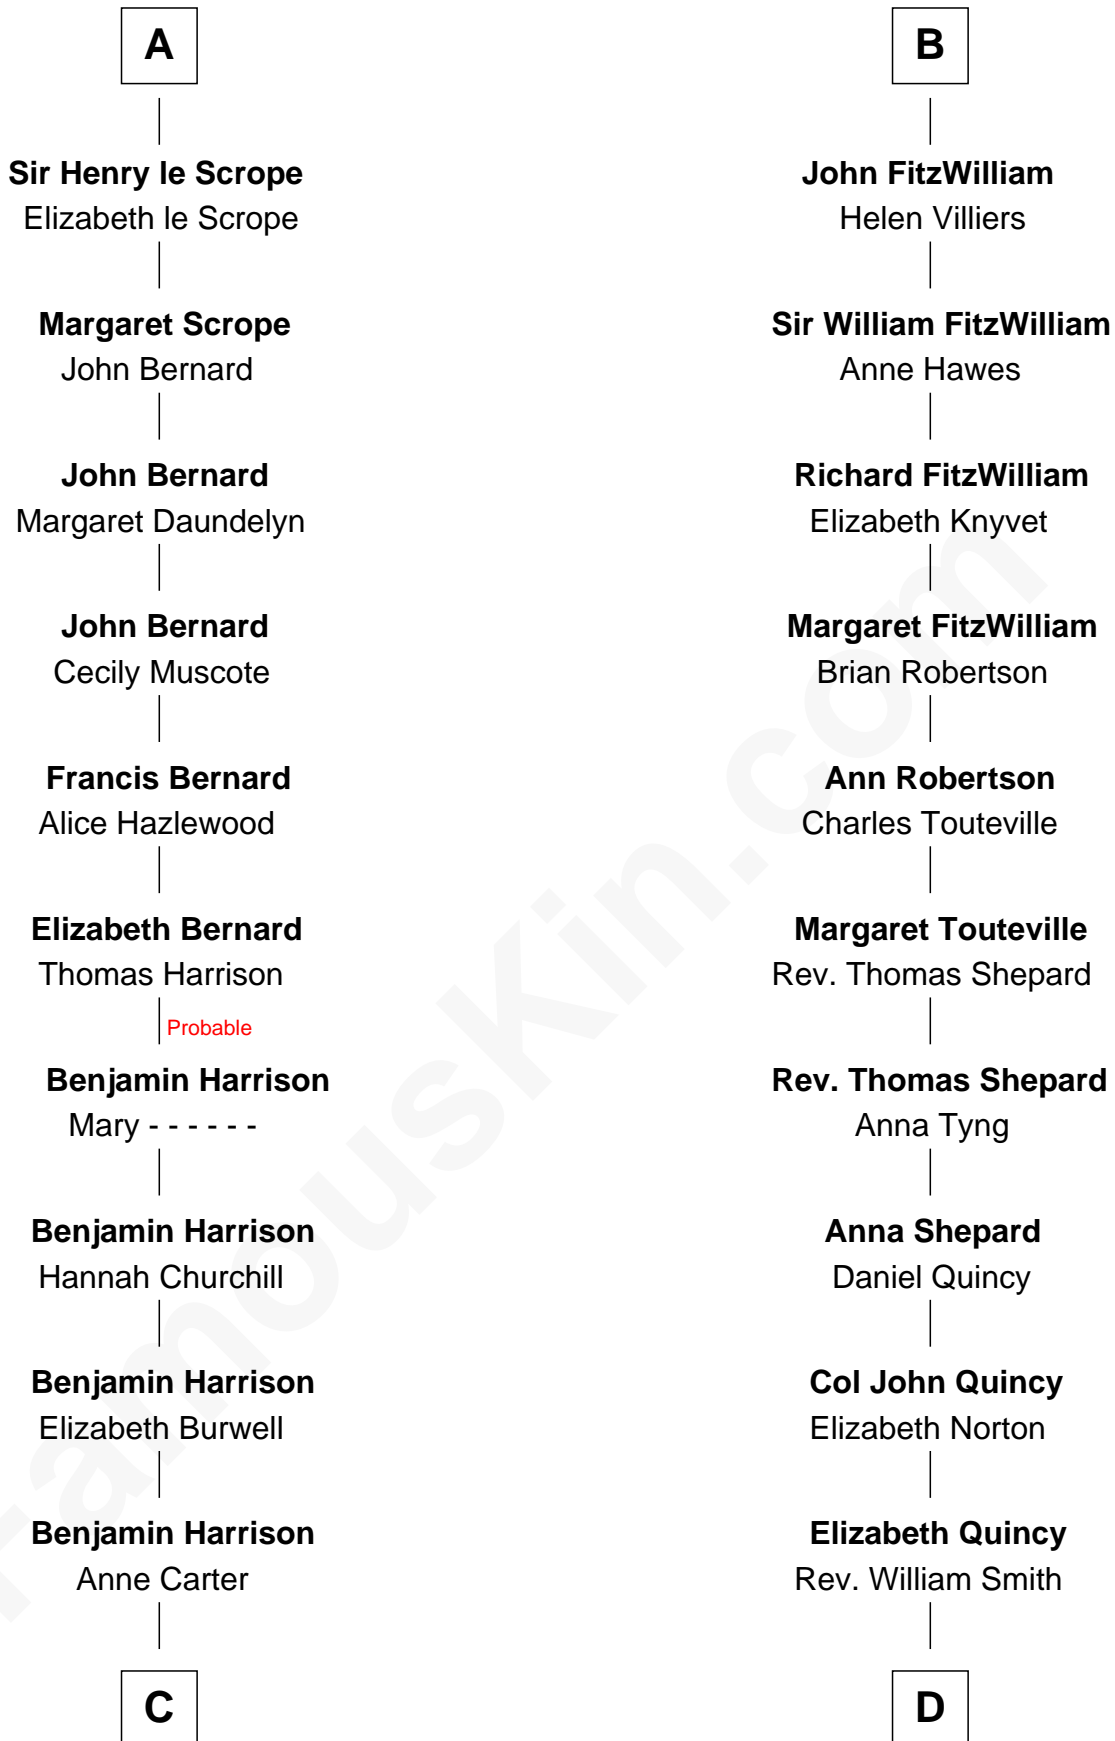 A
Sir Henry le Scrope
Elizabeth le Scrope
Margaret Scrope
John Bernard
John Bernard
Margaret Daundelyn
John Bernard
Cecily Muscote
Francis Bernard
Alice Hazlewood
Elizabeth Bernard
Thomas Harrison
Probable
Benjamin Harrison
Mary - - - - - -
Benjamin Harrison
Hannah Churchill
Benjamin Harrison
Elizabeth Burwell
Benjamin Harrison
Anne Carter
C
B
John FitzWilliam
Helen Villiers
Sir William FitzWilliam
Anne Hawes
Richard FitzWilliam
Elizabeth Knyvet
Margaret FitzWilliam
Brian Robertson
Ann Robertson
Charles Touteville
Margaret Touteville
Rev. Thomas Shepard
Rev. Thomas Shepard
Anna Tyng
Anna Shepard
Daniel Quincy
Col John Quincy
Elizabeth Norton
Elizabeth Quincy
Rev. William Smith
D
FamousKin.com